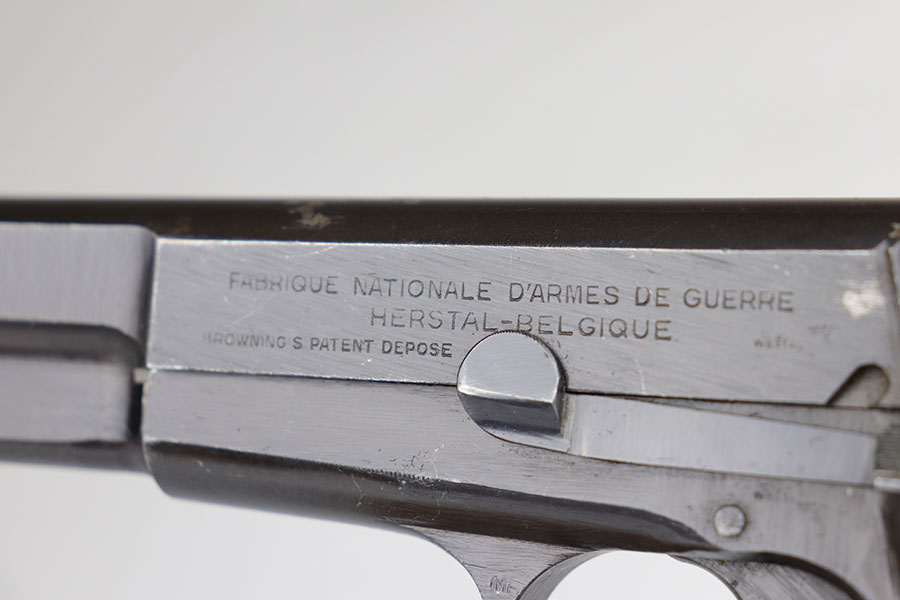 FABRIQUE NATIONALE D'ARMES DE GUERRE
HERSTAL-BELGIQUE
BROWNING'S PATENT DEPOSE